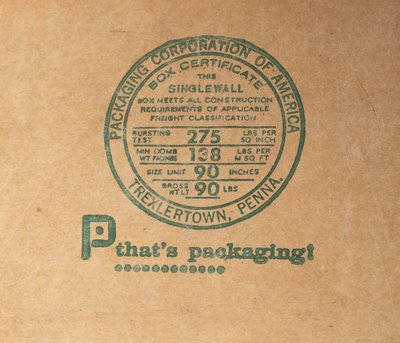 PACKAGING CORPORATION OF AMERICA
BOX CERTIFICATE
THIS
SINGLEWALL
BOX MEETS ALL CONSTRUCTION
REQUIREMENTS OF APPLICABLE
FREIGHT CLASSIFICATION
BURSTING TEST 275 LBS PER SQ INCH
MIN COMB WT FACINGS 138 LBS PER M SQ FT
SIZE LIMIT 90 INCHES
GROSS WT LT 90 LBS
TREXLERTOWN, PENNA.
P that's packaging!